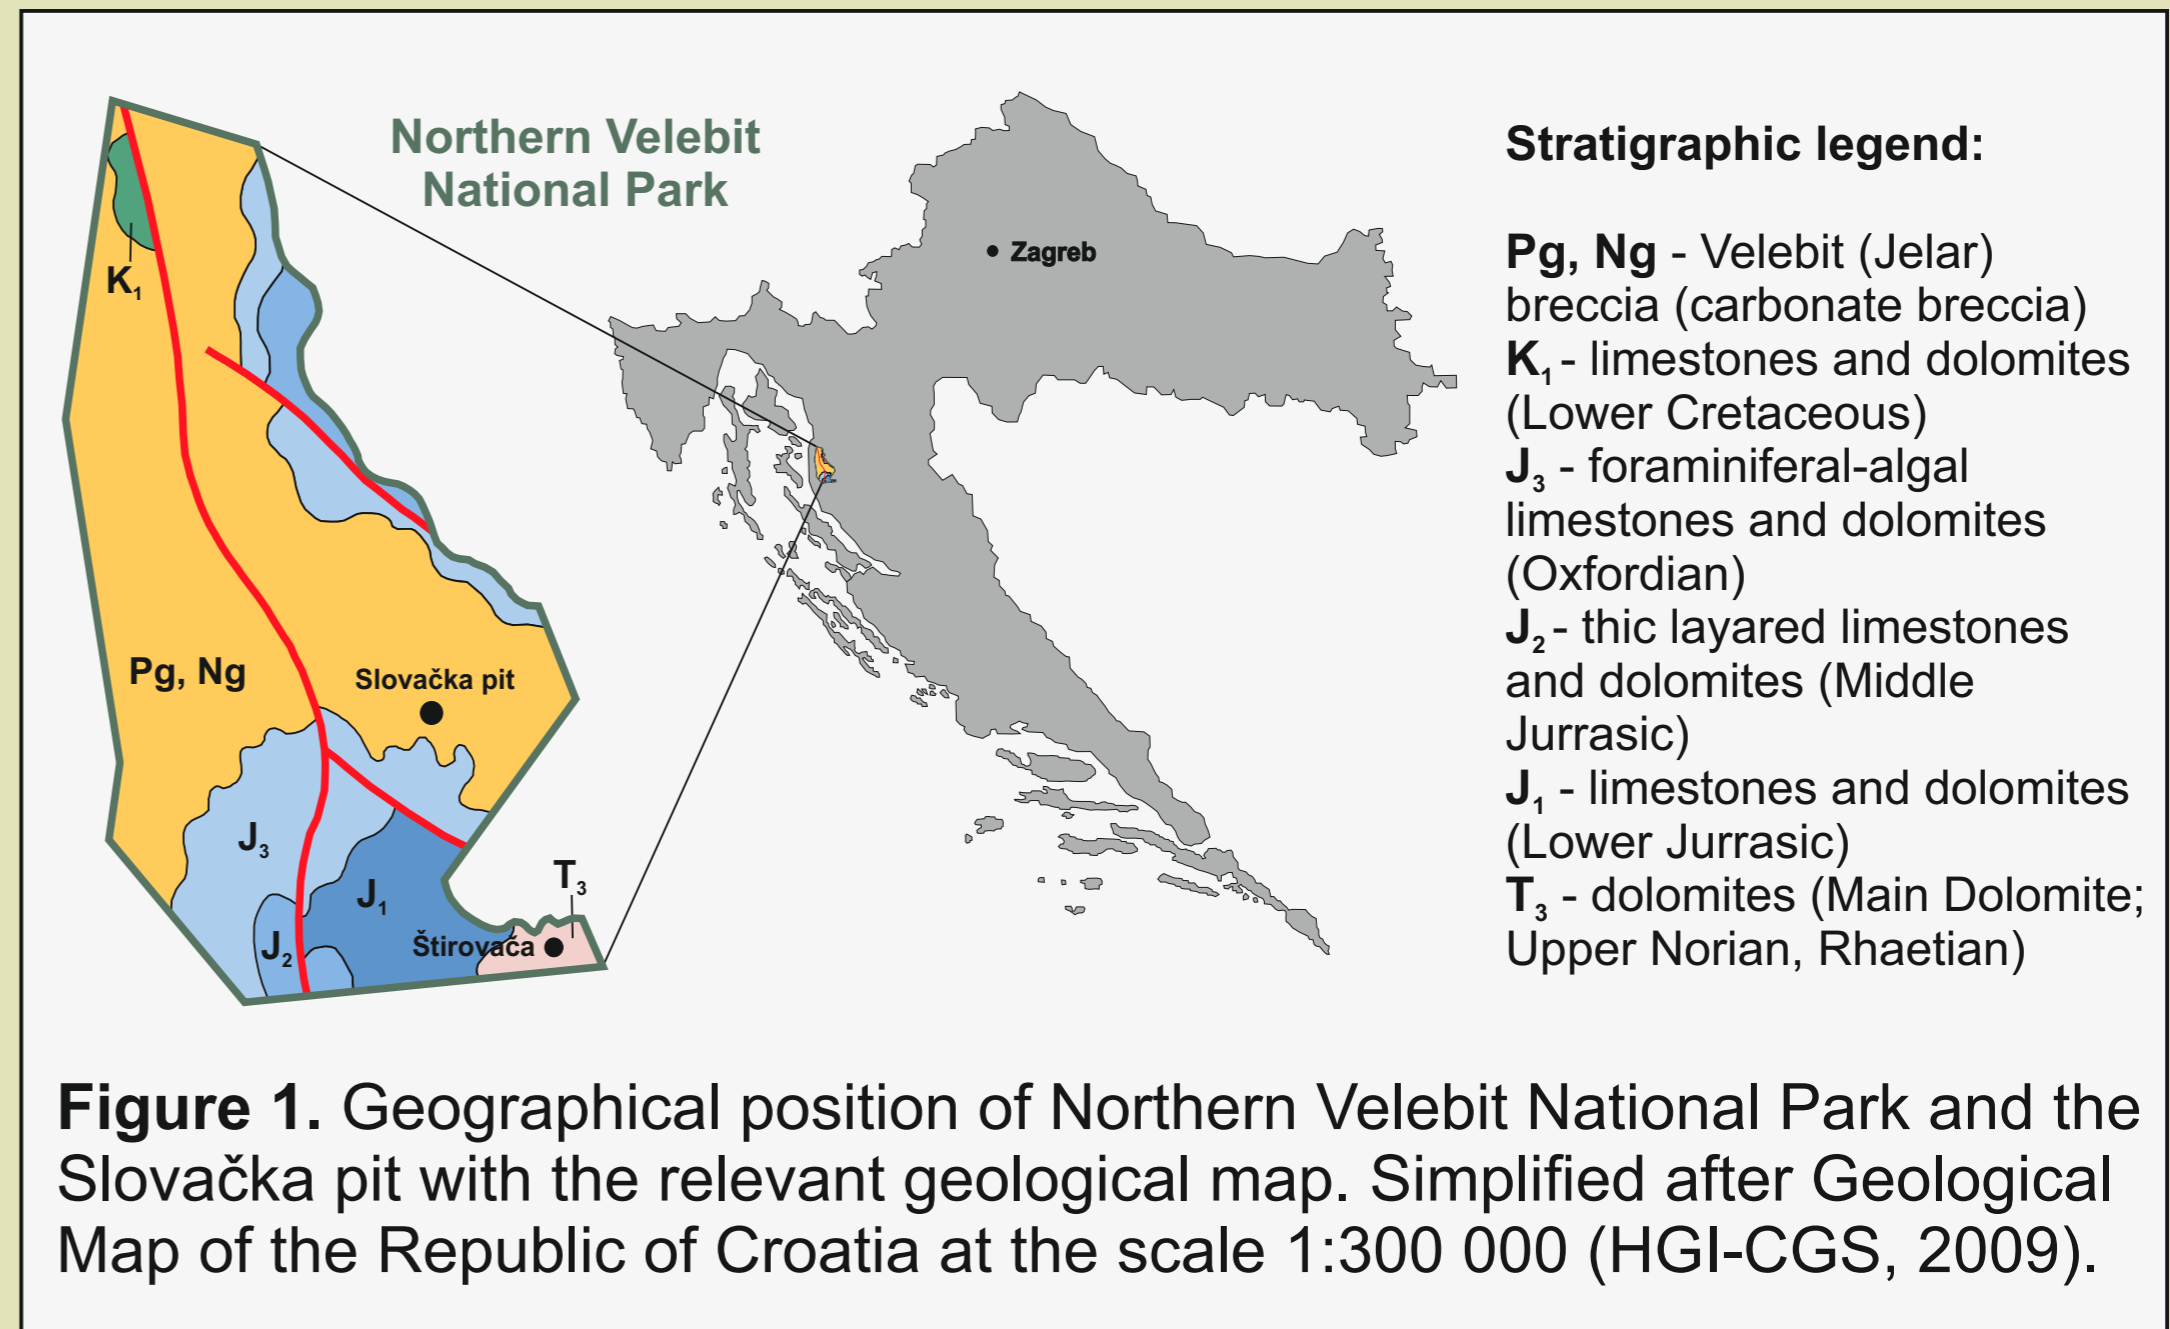 Northern Velebit
National Park
Zagreb
K₁
Pg, Ng
Slovačka pit
J₃
J₁
T₃
J₂
Štirovača
Stratigraphic legend:
Pg, Ng - Velebit (Jelar)
breccia (carbonate breccia)
K₁ - limestones and dolomites
(Lower Cretaceous)
J₃ - foraminiferal-algal
limestones and dolomites
(Oxfordian)
J₂ - thic layared limestones
and dolomites (Middle
Jurrasic)
J₁ - limestones and dolomites
(Lower Jurrasic)
T₃ - dolomites (Main Dolomite;
Upper Norian, Rhaetian)
Figure 1. Geographical position of Northern Velebit National Park and the
Slovačka pit with the relevant geological map. Simplified after Geological
Map of the Republic of Croatia at the scale 1:300 000 (HGI-CGS, 2009).